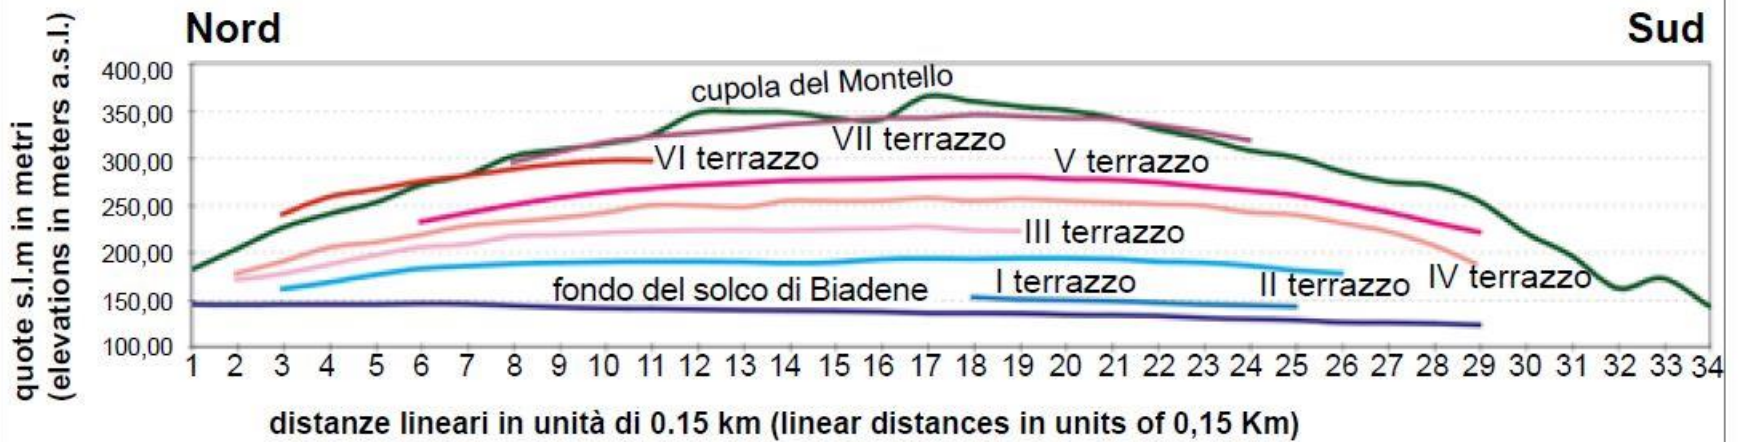 Nord
Sud
quote s.l.m in metri
(elevations in meters a.s.l.)
400,00
350,00
300,00
250,00
200,00
150,00
100,00
cupola del Montello
VII terrazzo
VI terrazzo
V terrazzo
III terrazzo
IV terrazzo
I terrazzo
II terrazzo
fondo del solco di Biadene
1 2 3 4 5 6 7 8 9 10 11 12 13 14 15 16 17 18 19 20 21 22 23 24 25 26 27 28 29 30 31 32 33 34
distanze lineari in unità di 0.15 km (linear distances in units of 0,15 Km)